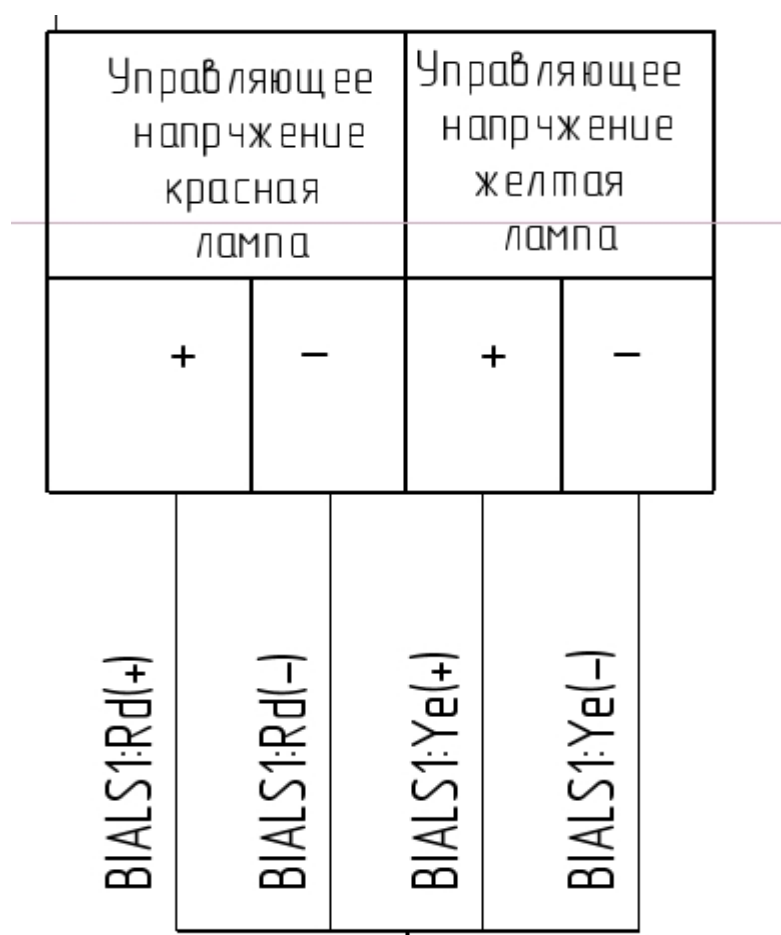 Управляющее
напрчжение
красная
лампа
Управляющее
напрчжение
желтая
лампа
+
–
+
–
BIALS1:Rd(+)
BIALS1:Rd(–)
BIALS1:Ye(+)
BIALS1:Ye(–)